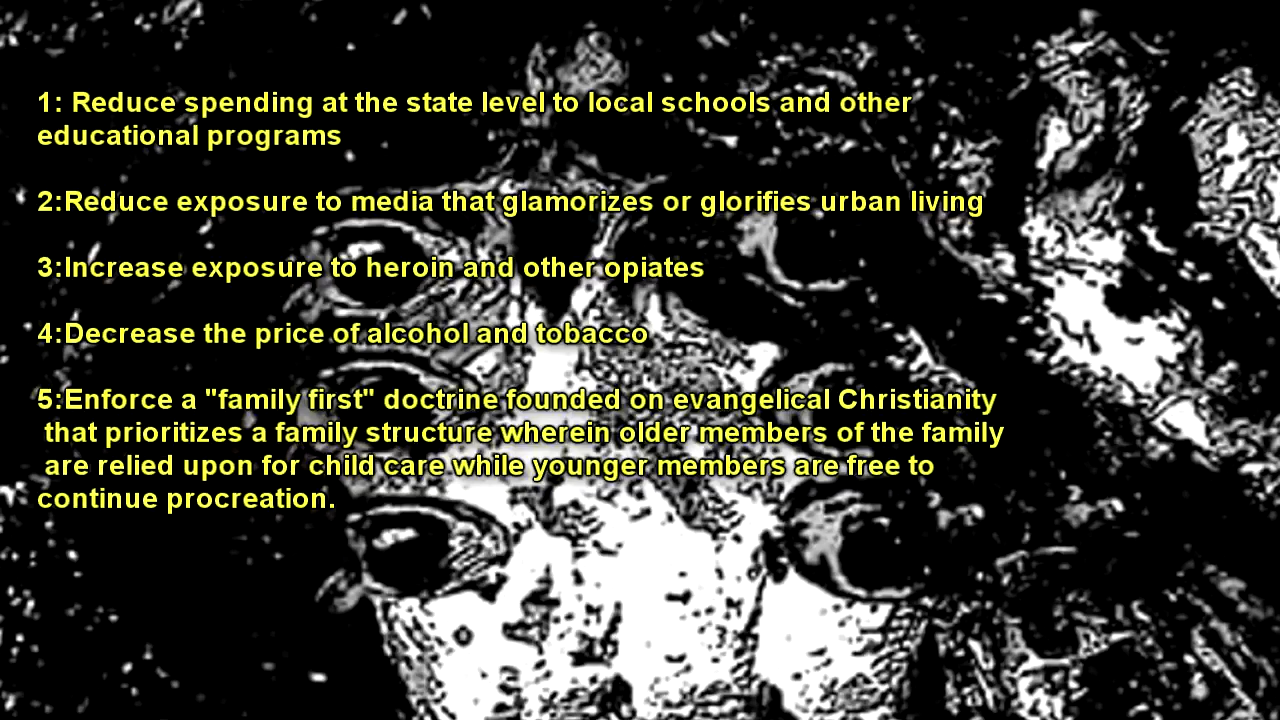 1: Reduce spending at the state level to local schools and other
educational programs
2:Reduce exposure to media that glamorizes or glorifies urban living
3:Increase exposure to heroin and other opiates
4:Decrease the price of alcohol and tobacco
5:Enforce a "family first" doctrine founded on evangelical Christianity
that prioritizes a family structure wherein older members of the family
are relied upon for child care while younger members are free to
continue procreation.